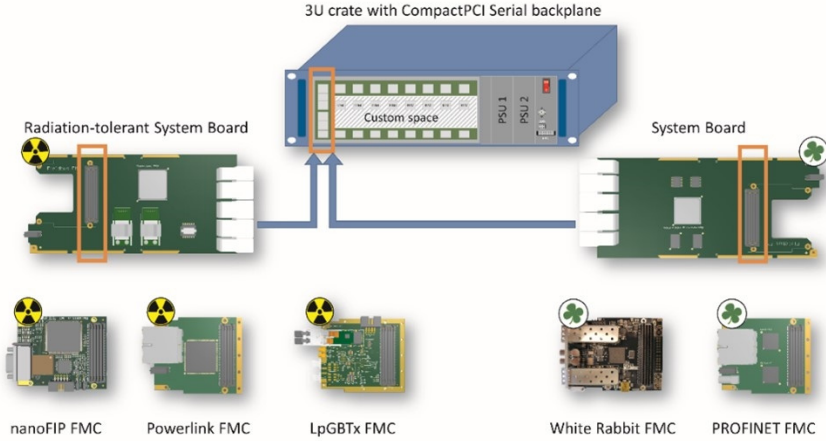 3U crate with CompactPCI Serial backplane
Custom space
PSU 1
PSU 2
Radiation-tolerant System Board
System Board
nanoFIP FMC
Powerlink FMC
LpGBTx FMC
White Rabbit FMC
PROFINET FMC